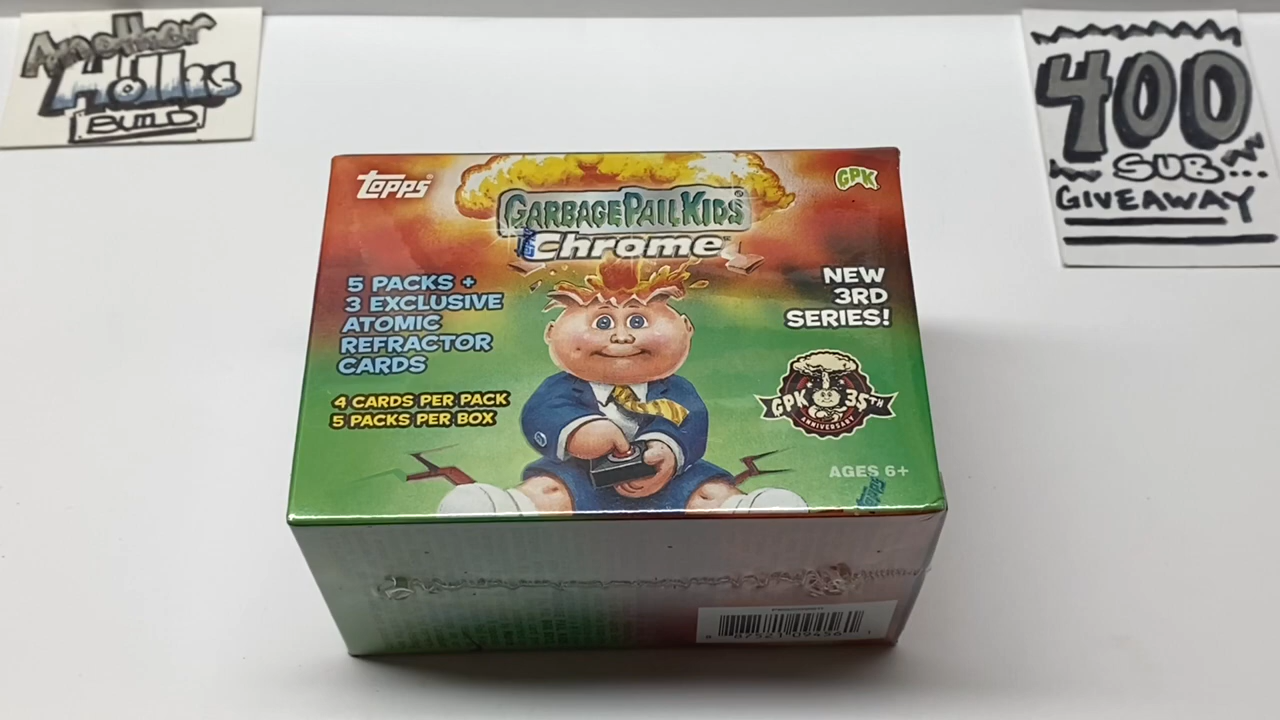 Another
Hollis
BUILD
400
SUB...
GIVEAWAY
Topps
GPK
GARBAGE PAIL KIDS
Chrome
5 PACKS +
3 EXCLUSIVE
ATOMIC
REFRACTOR
CARDS
4 CARDS PER PACK
5 PACKS PER BOX
NEW
3RD
SERIES!
GPK 35TH
ANNIVERSARY
AGES 6+
Topps